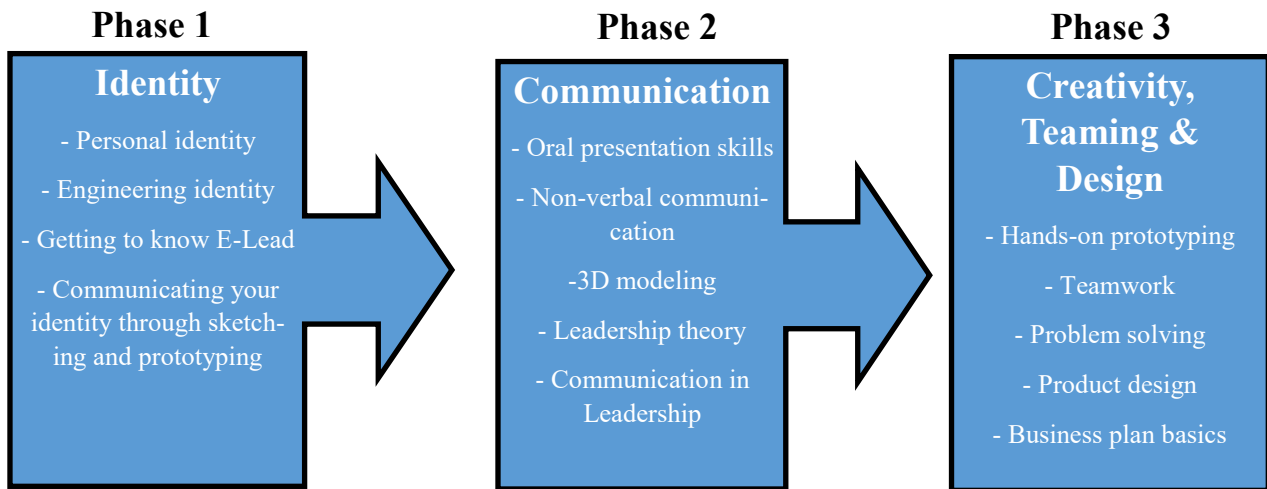 Phase 1
Identity
- Personal identity
- Engineering identity
- Getting to know E-Lead
- Communicating your
identity through sketch-
ing and prototyping
Phase 2
Communication
- Oral presentation skills
- Non-verbal communi-
cation
-3D modeling
- Leadership theory
- Communication in
Leadership
Phase 3
Creativity,
Teaming &
Design
- Hands-on prototyping
- Teamwork
- Problem solving
- Product design
- Business plan basics